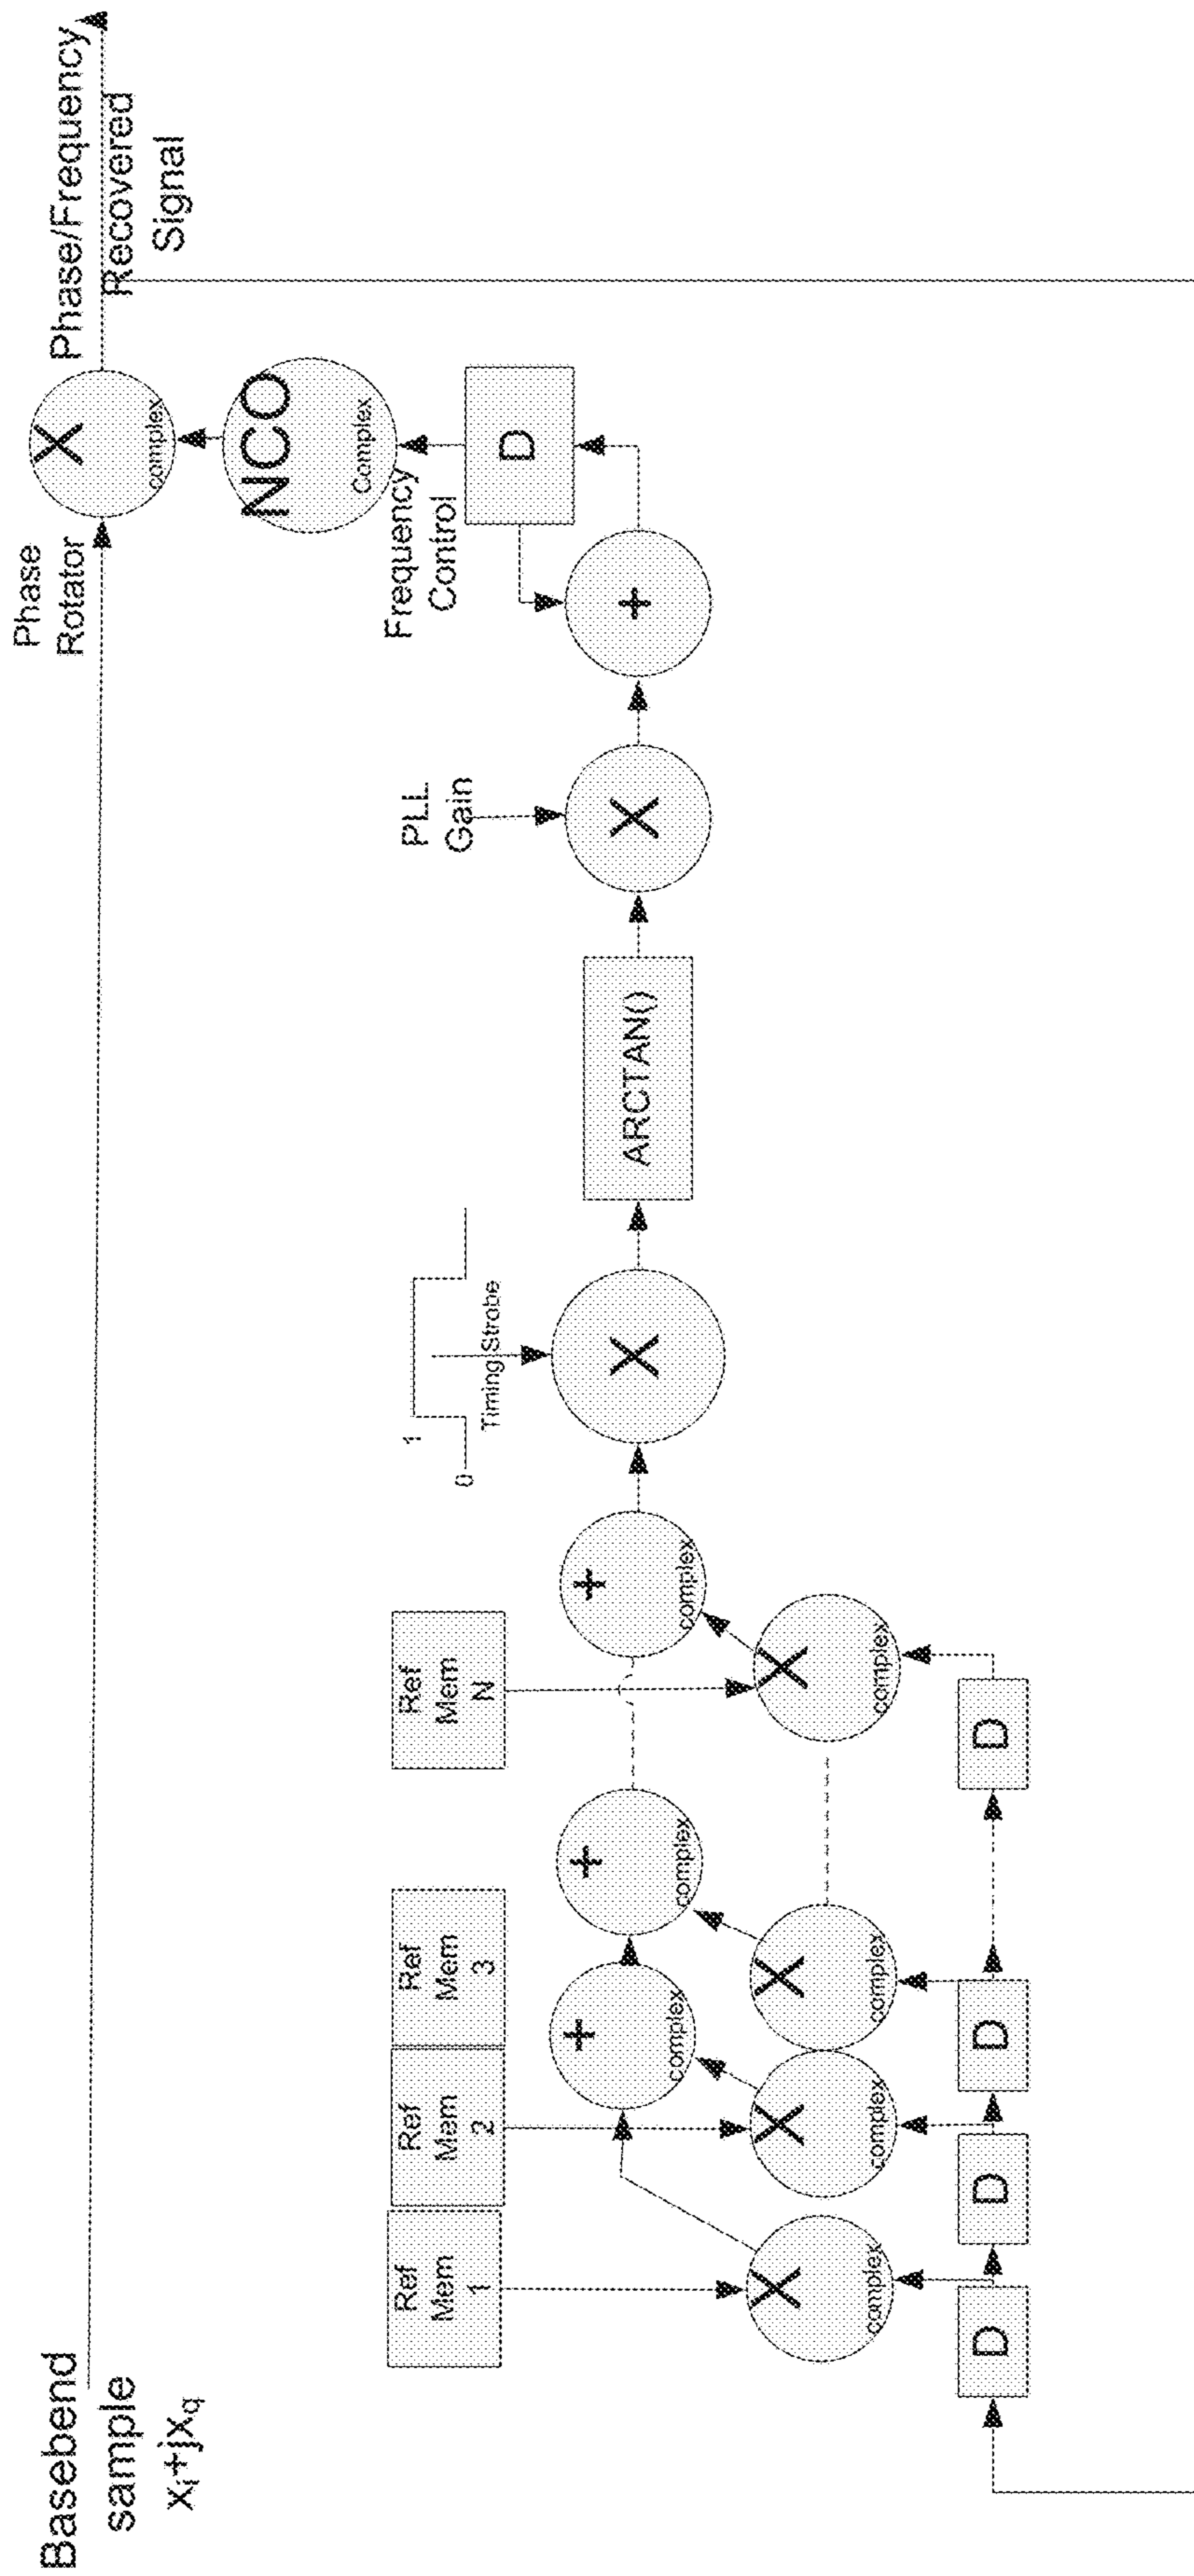 Basebend
sample
xᵢ+jx_q
Phase
Rotator
X
complex
Phase/Frequency
Recovered
Signal
NCO
Complex
Frequency
Control
D
+
PLL
Gain
X
ARCTAN()
1
0
Timing Strobe
X
Ref
Mem
1
Ref
Mem
2
Ref
Mem
3
Ref
Mem
N
+
complex
+
complex
+
complex
X
complex
X
complex
X
complex
X
complex
D
D
D
D